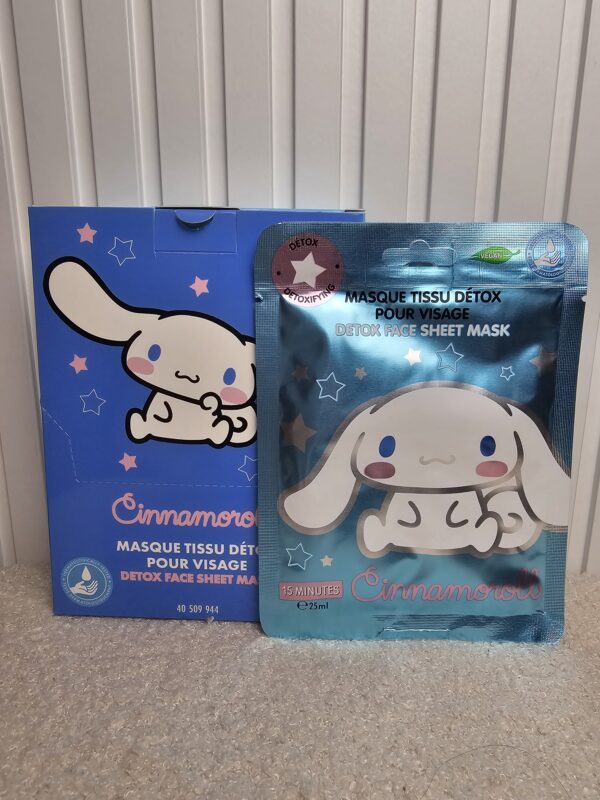 Cinnamorol
MASQUE TISSU DÉTO
POUR VISAGE
DETOX FACE SHEET MA
40 509 944
DÉTOX
DETOXIFYING
VEGAN
MASQUE TISSU DÉTOX
POUR VISAGE
DETOX FACE SHEET MASK
15 MINUTES
Cinnamoroll
℮25ml